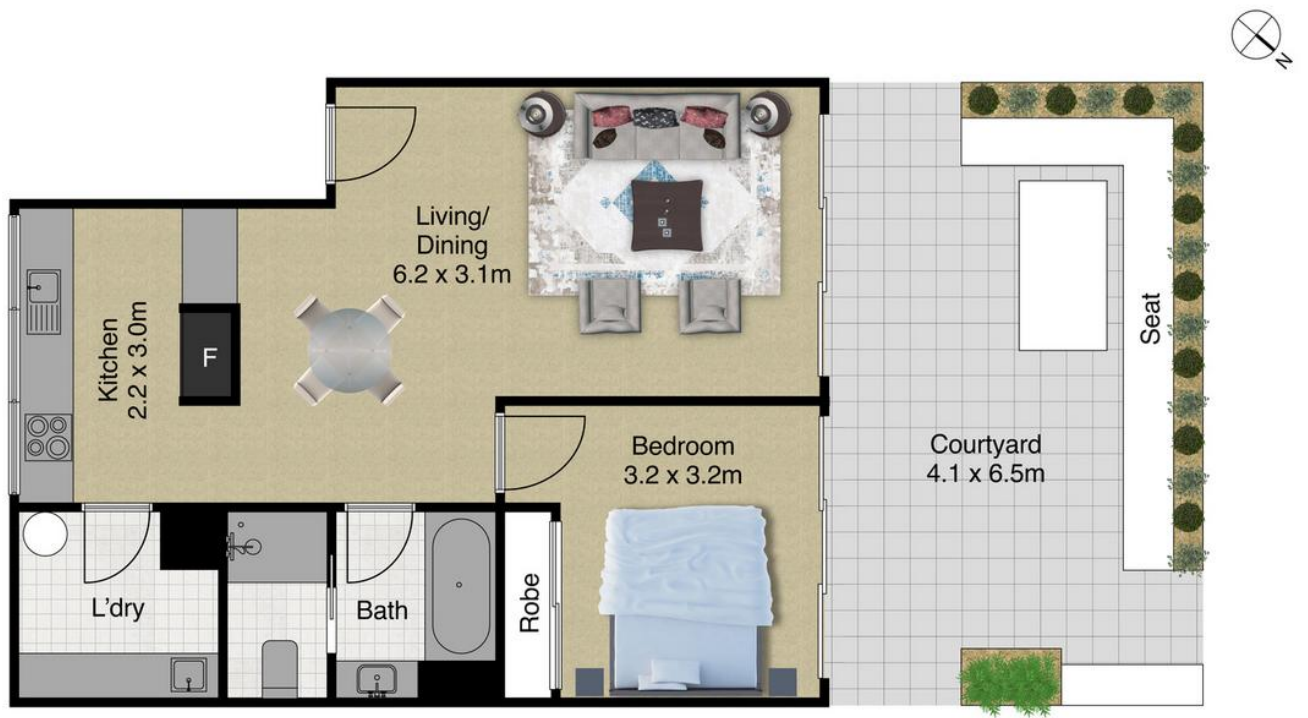 N
Living/
Dining
6.2 x 3.1m
Kitchen
2.2 x 3.0m
F
Seat
Bedroom
3.2 x 3.2m
Courtyard
4.1 x 6.5m
L'dry
Bath
Robe